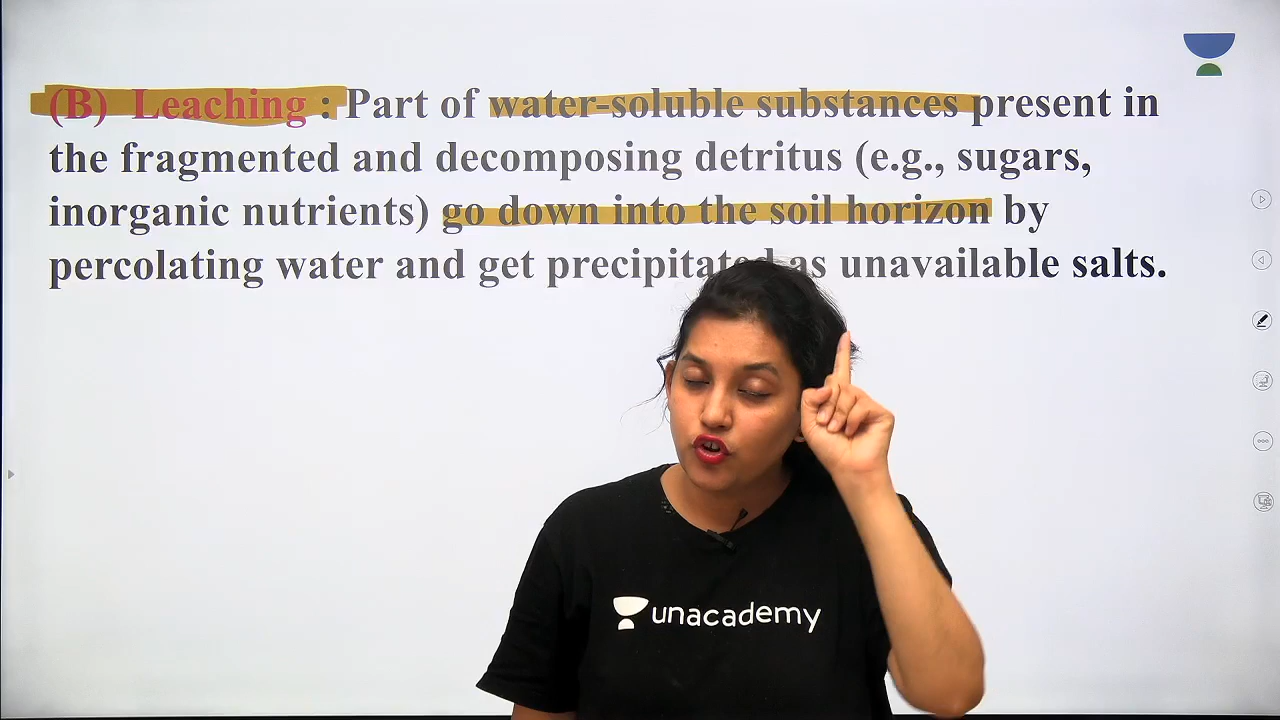 (B) Leaching : Part of water-soluble substances present in
the fragmented and decomposing detritus (e.g., sugars,
inorganic nutrients) go down into the soil horizon by
percolating water and get precipitated as unavailable salts.
unacademy